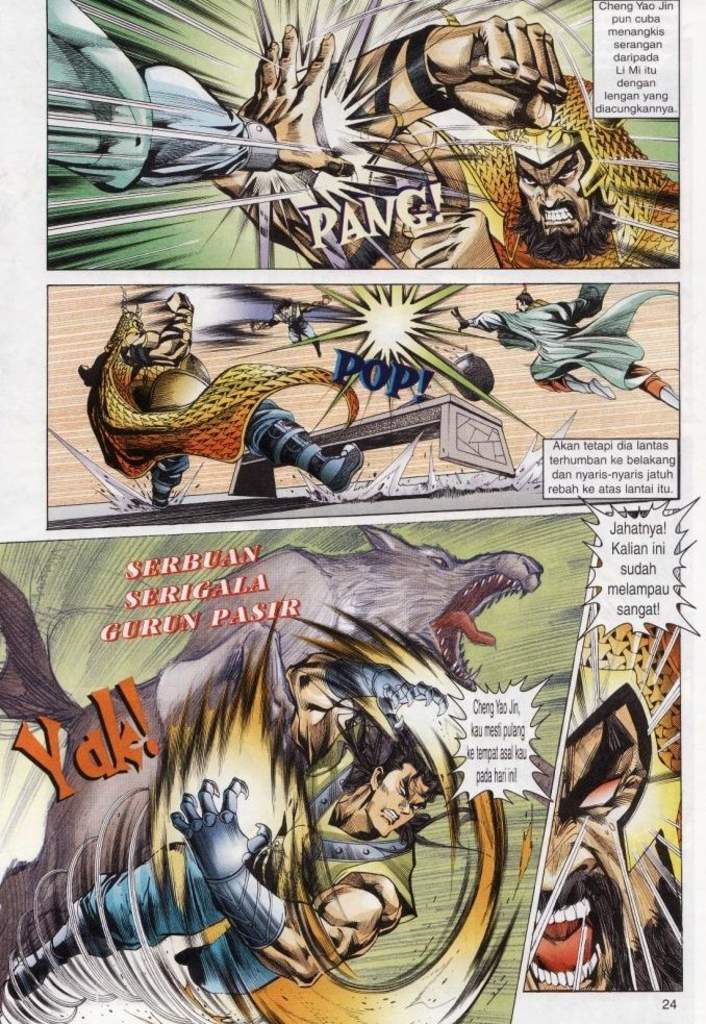 Cheng Yao Jin
pun cuba
menangkis
serangan
daripada
Li Mi itu
dengan
lengan yang
diacungkannya.
PANG!
POP!
Akan tetapi dia lantas
terhumban ke belakang
dan nyaris-nyaris jatuh
rebah ke atas lantai itu.
SERBUAN
SERIGALA
GURUN PASIR
Jahatnya!
Kalian ini
sudah
melampau
sangat!
Yak!
Cheng Yao Jin,
kau mesti pulang
ke tempat asal kau
pada hari ini!
24